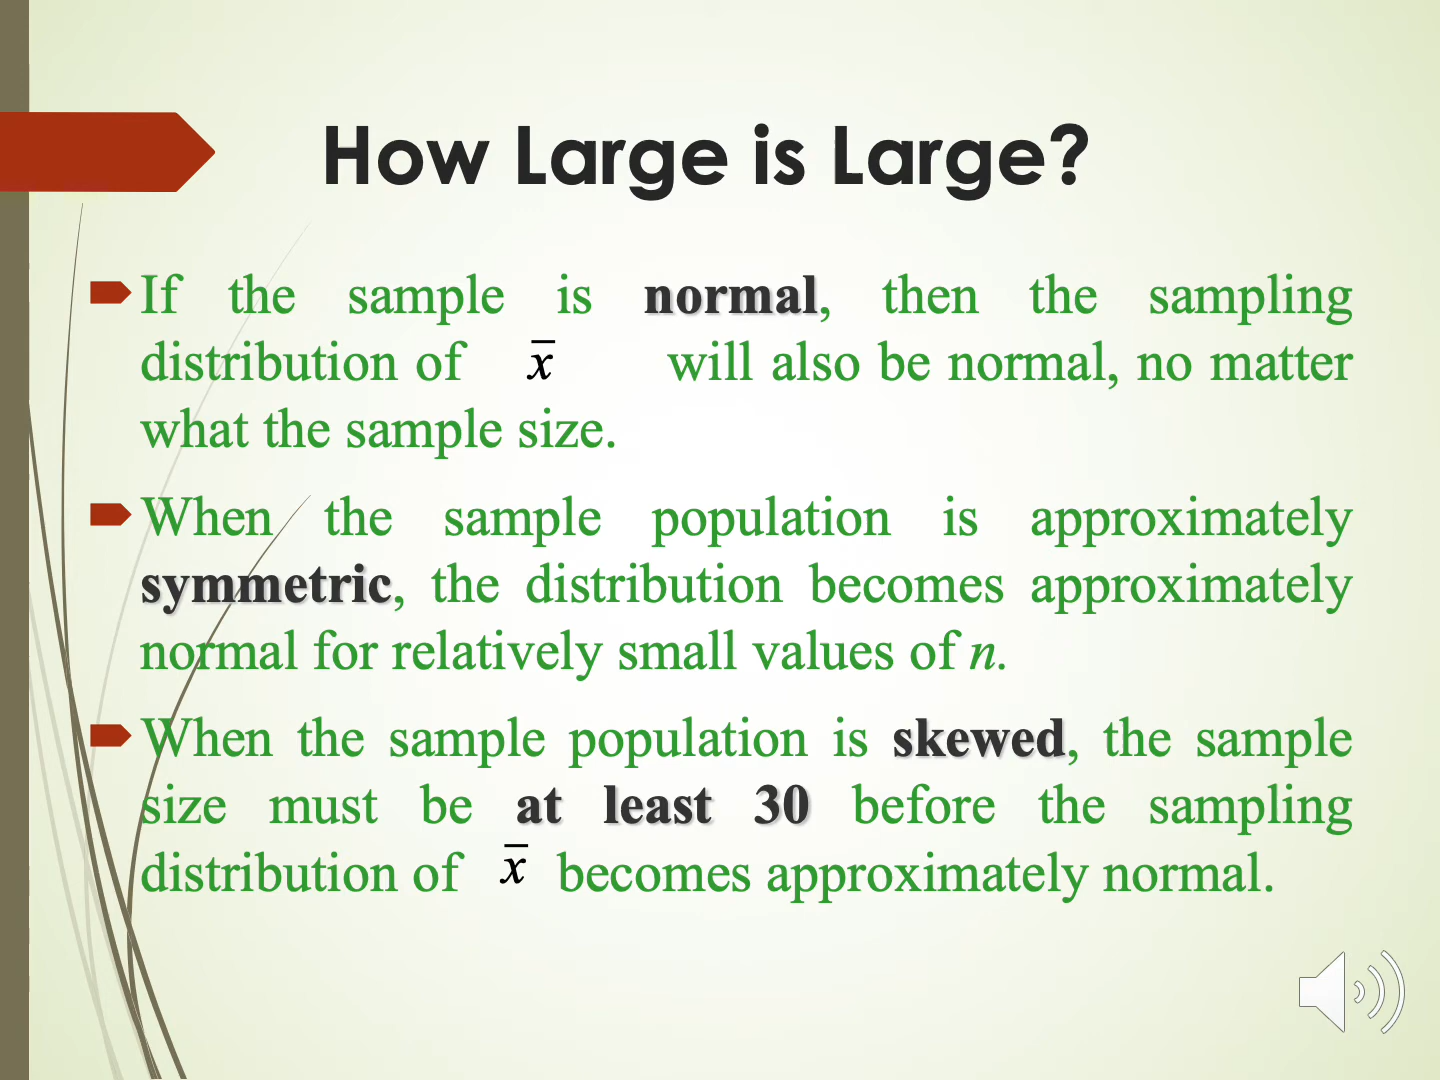 How Large is Large?
If the sample is normal, then the sampling
distribution of x̅ will also be normal, no matter
what the sample size.
When the sample population is approximately
symmetric, the distribution becomes approximately
normal for relatively small values of n.
When the sample population is skewed, the sample
size must be at least 30 before the sampling
distribution of x̅ becomes approximately normal.